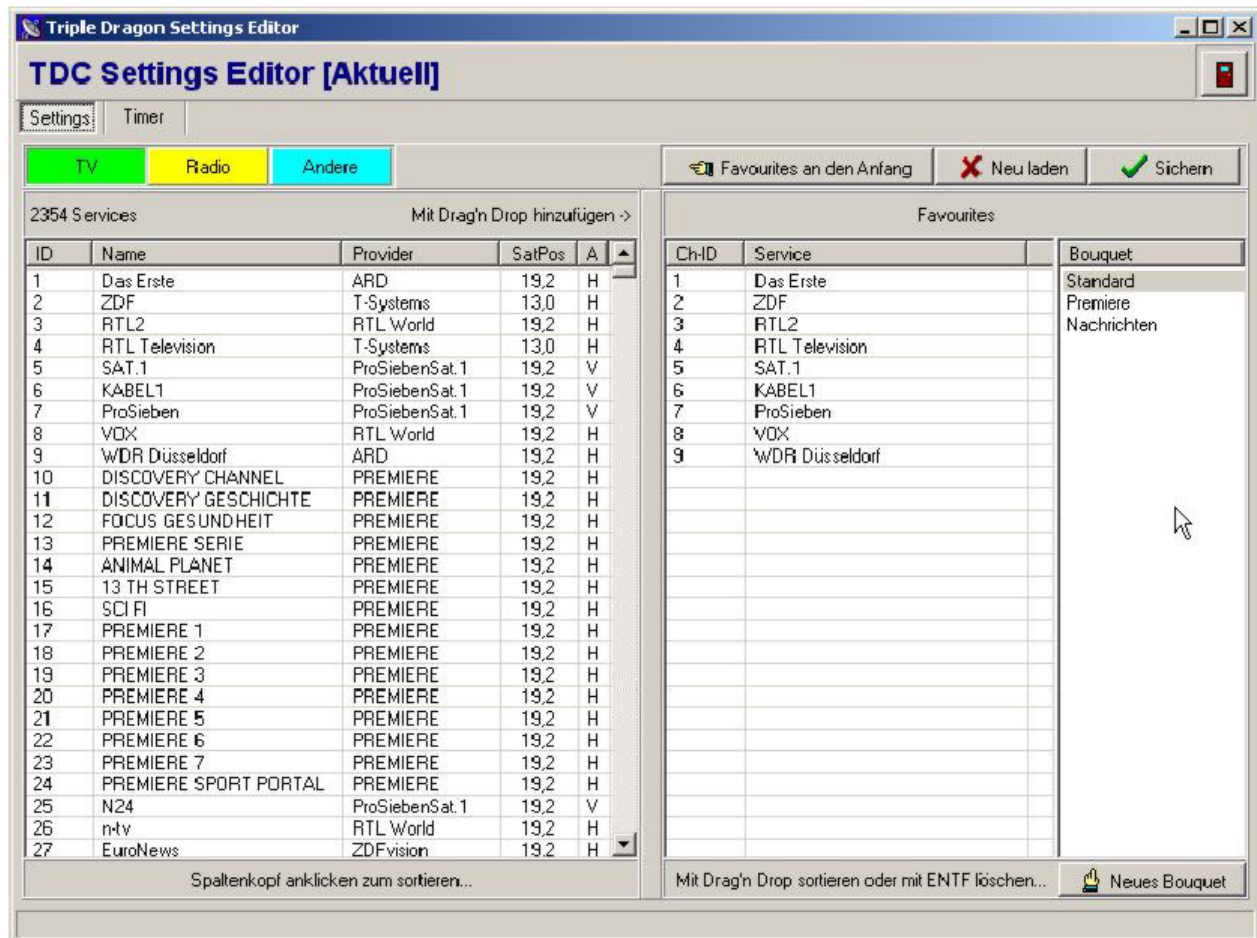 Triple Dragon Settings Editor
TDC Settings Editor [Aktuell]
Settings Timer
TV Radio Andere Favourites an den Anfang Neu laden Sichern
2354 Services Mit Drag'n Drop hinzufügen -> Favourites
ID Name Provider SatPos A Ch-ID Service Bouquet
1 Das Erste ARD 19,2 H 1 Das Erste Standard
2 ZDF T-Systems 13,0 H 2 ZDF Premiere
3 RTL2 RTL World 19,2 H 3 RTL2 Nachrichten
4 RTL Television T-Systems 13,0 H 4 RTL Television
5 SAT.1 ProSiebenSat.1 19,2 V 5 SAT.1
6 KABEL1 ProSiebenSat.1 19,2 V 6 KABEL1
7 ProSieben ProSiebenSat.1 19,2 V 7 ProSieben
8 VOX RTL World 19,2 H 8 VOX
9 WDR Düsseldorf ARD 19,2 H 9 WDR Düsseldorf
10 DISCOVERY CHANNEL PREMIERE 19,2 H
11 DISCOVERY GESCHICHTE PREMIERE 19,2 H
12 FOCUS GESUNDHEIT PREMIERE 19,2 H
13 PREMIERE SERIE PREMIERE 19,2 H
14 ANIMAL PLANET PREMIERE 19,2 H
15 13 TH STREET PREMIERE 19,2 H
16 SCI FI PREMIERE 19,2 H
17 PREMIERE 1 PREMIERE 19,2 H
18 PREMIERE 2 PREMIERE 19,2 H
19 PREMIERE 3 PREMIERE 19,2 H
20 PREMIERE 4 PREMIERE 19,2 H
21 PREMIERE 5 PREMIERE 19,2 H
22 PREMIERE 6 PREMIERE 19,2 H
23 PREMIERE 7 PREMIERE 19,2 H
24 PREMIERE SPORT PORTAL PREMIERE 19,2 H
25 N24 ProSiebenSat.1 19,2 V
26 n-tv RTL World 19,2 H
27 EuroNews ZDFvision 19,2 H
Spaltenkopf anklicken zum sortieren... Mit Drag'n Drop sortieren oder mit ENTF löschen... Neues Bouquet